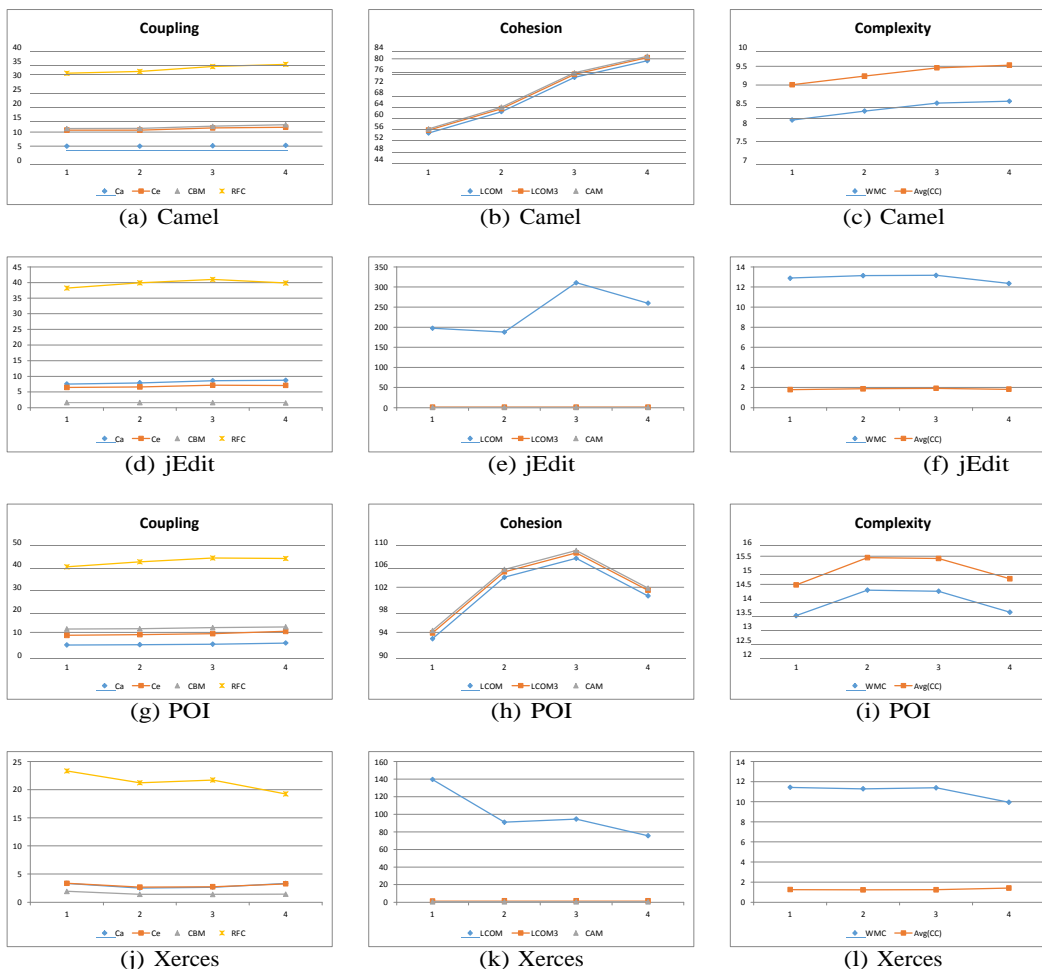 Coupling
40
35
30
25
20
15
10
5
0
1 2 3 4
Ca Ce CBM RFC
(a) Camel
Cohesion
84
80
76
72
68
64
60
56
52
48
44
1 2 3 4
LCOM LCOM3 CAM
(b) Camel
Complexity
10
9.5
9
8.5
8
7.5
7
1 2 3 4
WMC Avg(CC)
(c) Camel
45
40
35
30
25
20
15
10
5
0
1 2 3 4
Ca Ce CBM RFC
(d) jEdit
350
300
250
200
150
100
50
0
1 2 3 4
LCOM LCOM3 CAM
(e) jEdit
14
12
10
8
6
4
2
0
1 2 3 4
WMC Avg(CC)
(f) jEdit
Coupling
50
40
30
20
10
0
1 2 3 4
Ca Ce CBM RFC
(g) POI
Cohesion
110
106
102
98
94
90
1 2 3 4
LCOM LCOM3 CAM
(h) POI
Complexity
16
15.5
15
14.5
14
13.5
13
12.5
12
1 2 3 4
WMC Avg(CC)
(i) POI
25
20
15
10
5
0
1 2 3 4
Ca Ce CBM RFC
(j) Xerces
160
140
120
100
80
60
40
20
0
1 2 3 4
LCOM LCOM3 CAM
(k) Xerces
14
12
10
8
6
4
2
0
1 2 3 4
WMC Avg(CC)
(l) Xerces